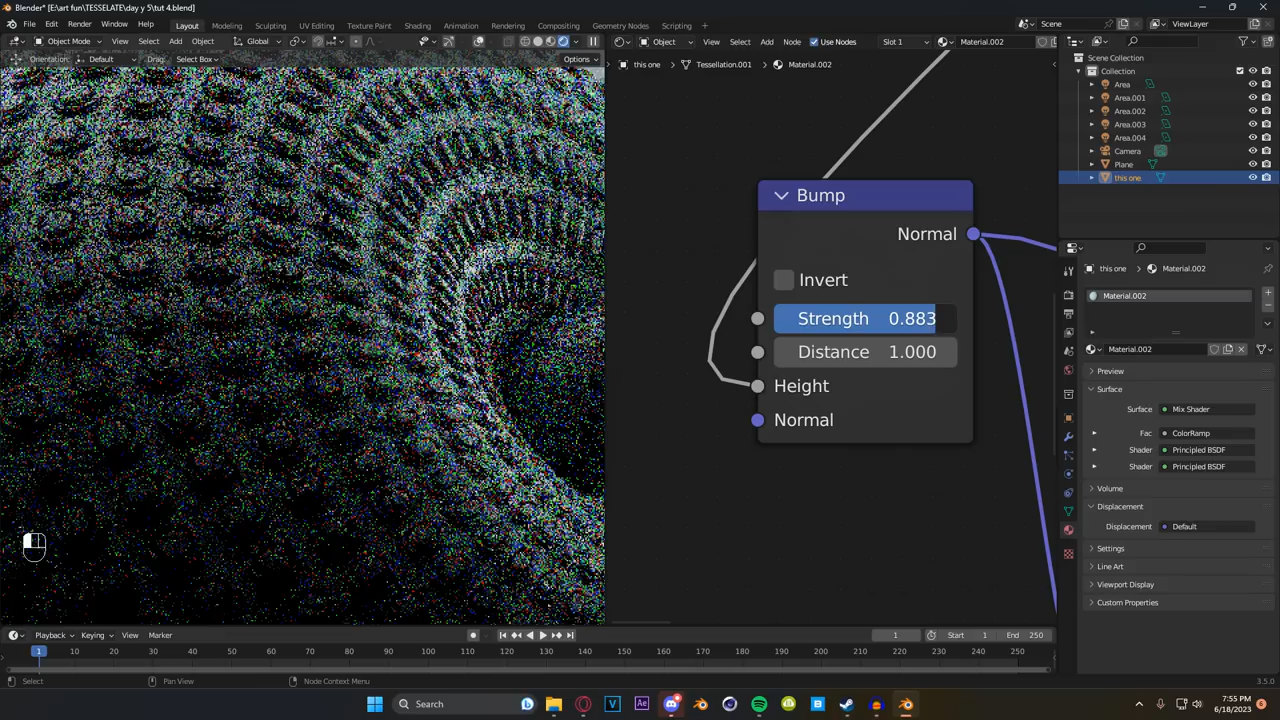 Blender* [E:\art fun\TESSELATE\day y 5\tut 4.blend]
File Edit Render Window Help Layout Modeling Sculpting UV Editing Texture Paint Shading Animation Rendering Compositing Geometry Nodes Scripting + Scene ViewLayer
Object Mode View Select Add Object Global Object View Select Add Node Use Nodes Slot 1 Material.002
Orientation: Default Drag: Select Box Options
this one > Tessellation.001 > Material.002
Scene Collection
Collection
Area
Area.001
Area.002
Area.003
Area.004
Camera
Plane
this one
Bump
Normal
Invert
Strength 0.883
Distance 1.000
Height
Normal
this one > Material.002
Material.002
Material.002
Preview
Surface
Surface Mix Shader
Fac ColorRamp
Shader Principled BSDF
Shader Principled BSDF
Volume
Displacement
Displacement Default
Settings
Line Art
Viewport Display
Custom Properties
Playback Keying View Marker 1 Start 1 End 250
1 10 20 30 40 50 60 70 80 90 100 110 120 130 140 150 160 170 180 190 200 210 220 230 240 250
Select Pan View Node Context Menu 3.5.0
Search
7:55 PM
6/18/2023